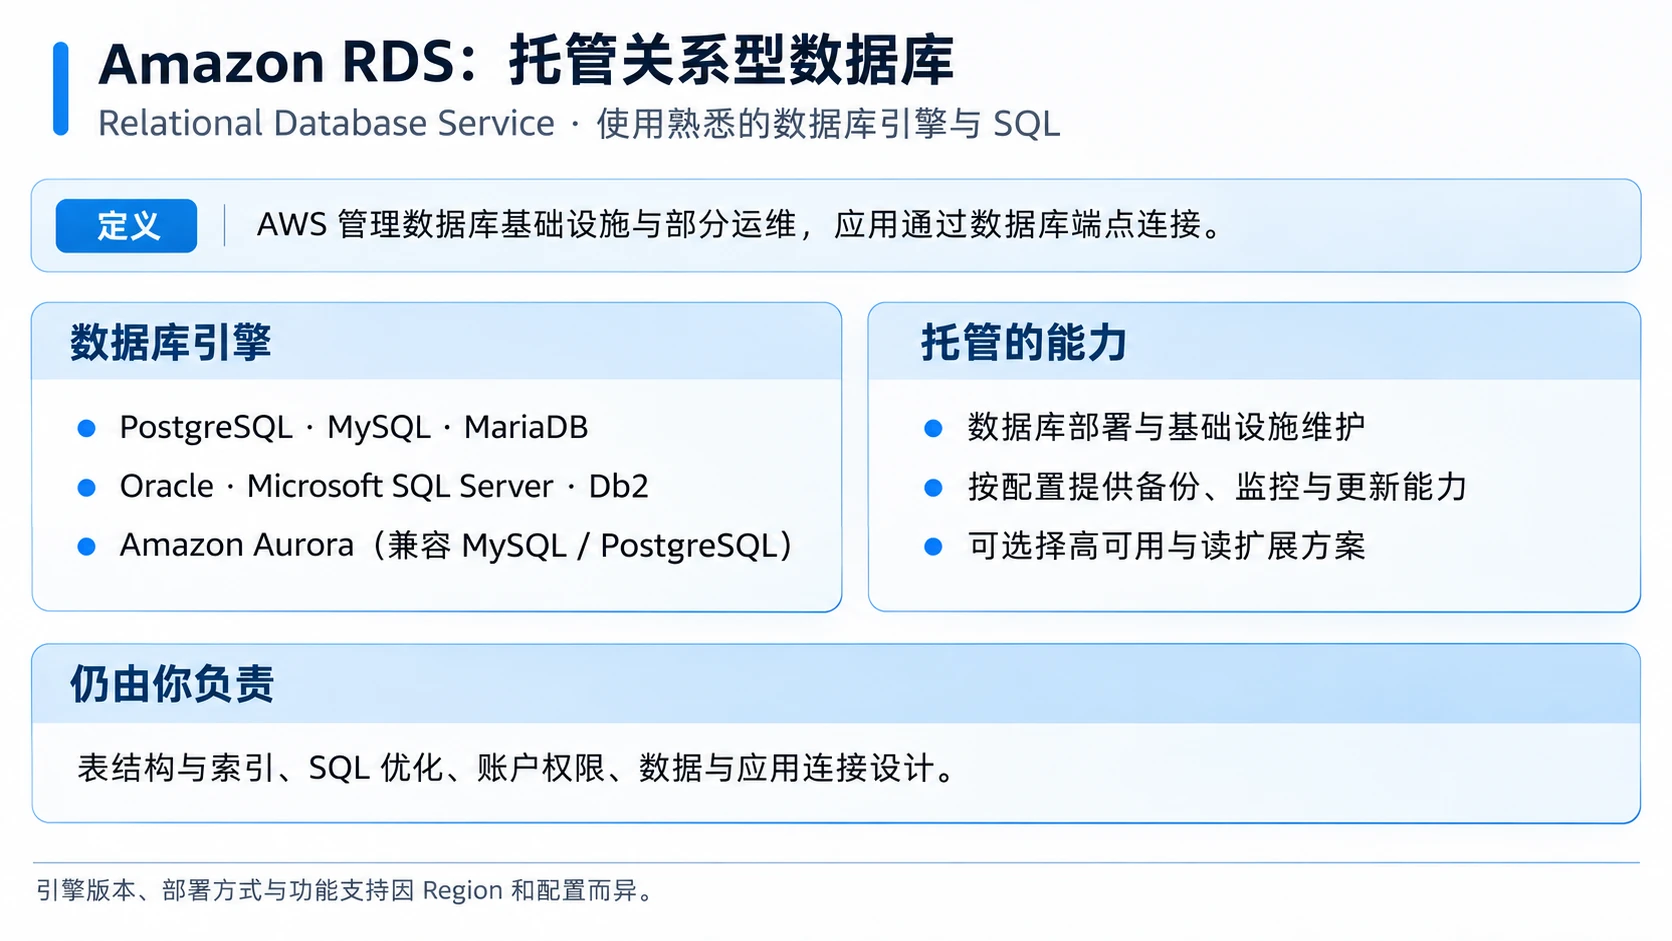 Amazon RDS：托管关系型数据库
Relational Database Service · 使用熟悉的数据库引擎与 SQL
定义
AWS 管理数据库基础设施与部分运维，应用通过数据库端点连接。
数据库引擎
PostgreSQL · MySQL · MariaDB
Oracle · Microsoft SQL Server · Db2
Amazon Aurora（兼容 MySQL / PostgreSQL）
托管的能力
数据库部署与基础设施维护
按配置提供备份、监控与更新能力
可选择高可用与读扩展方案
仍由你负责
表结构与索引、SQL 优化、账户权限、数据与应用连接设计。
引擎版本、部署方式与功能支持因 Region 和配置而异。